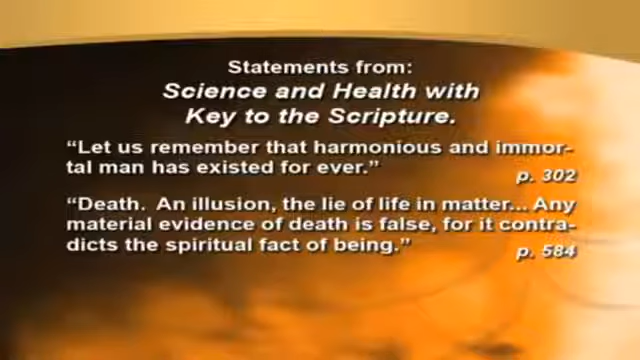 Statements from:
Science and Health with
Key to the Scripture.
“Let us remember that harmonious and immor-
tal man has existed for ever.”
p. 302
“Death.  An illusion, the lie of life in matter... Any
material evidence of death is false, for it contra-
dicts the spiritual fact of being.”
p. 584